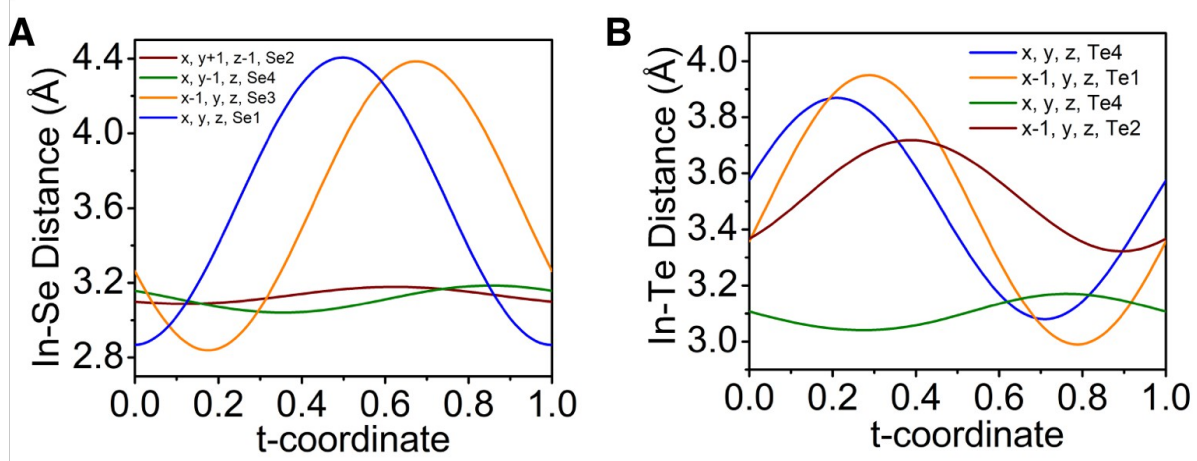 A
In-Se Distance (Å)
4.4
4.0
3.6
3.2
2.8
x, y+1, z-1, Se2
x, y-1, z, Se4
x-1, y, z, Se3
x, y, z, Se1
0.0 0.2 0.4 0.6 0.8 1.0
t-coordinate
B
In-Te Distance (Å)
4.0
3.8
3.6
3.4
3.2
3.0
x, y, z, Te4
x-1, y, z, Te1
x, y, z, Te4
x-1, y, z, Te2
0.0 0.2 0.4 0.6 0.8 1.0
t-coordinate